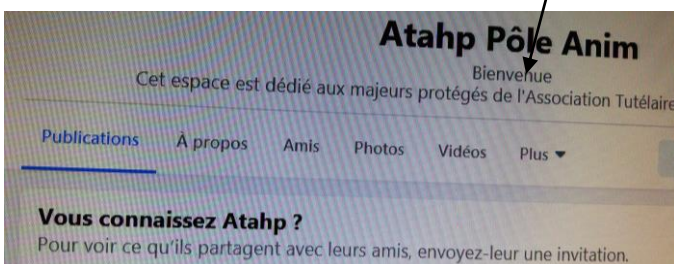 Atahp Pôle Anim
Bienvenue
Cet espace est dédié aux majeurs protégés de l'Association Tutélaire
Publications À propos Amis Photos Vidéos Plus
Vous connaissez Atahp ?
Pour voir ce qu'ils partagent avec leurs amis, envoyez-leur une invitation.